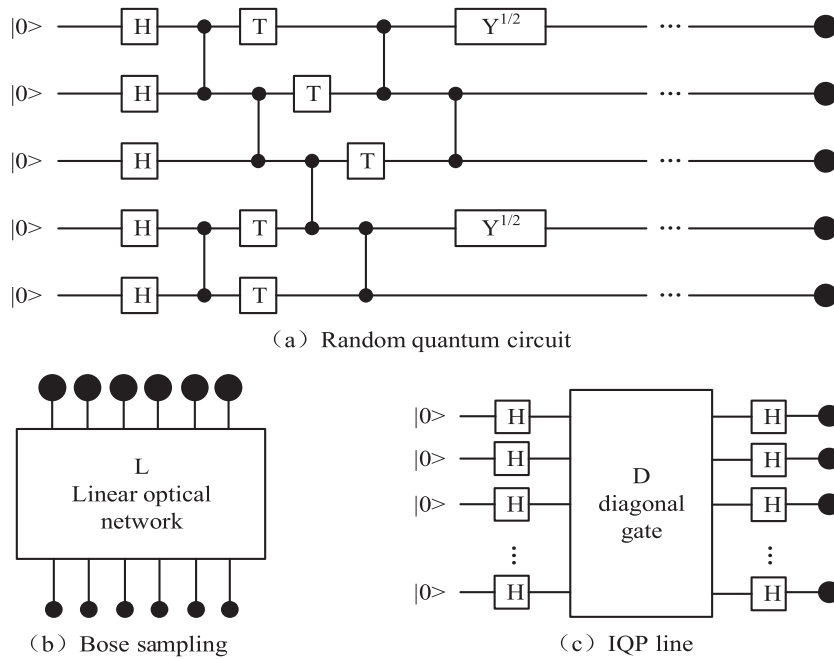 |0> H T Y1/2 ...
|0> H T ...
|0> H T ...
|0> H T Y1/2 ...
|0> H T ...
(a) Random quantum circuit
L
Linear optical
network
(b) Bose sampling
|0> H H
|0> H H
D
|0> H diagonal H
gate
⋮ ⋮
|0> H H
(c) IQP line